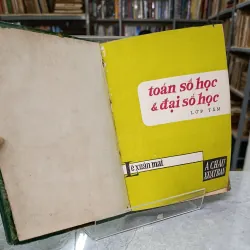 toán số học
& đại số học
LỚP TÁM
lê xuân mai
Á CHÂU
XUẤT BẢN